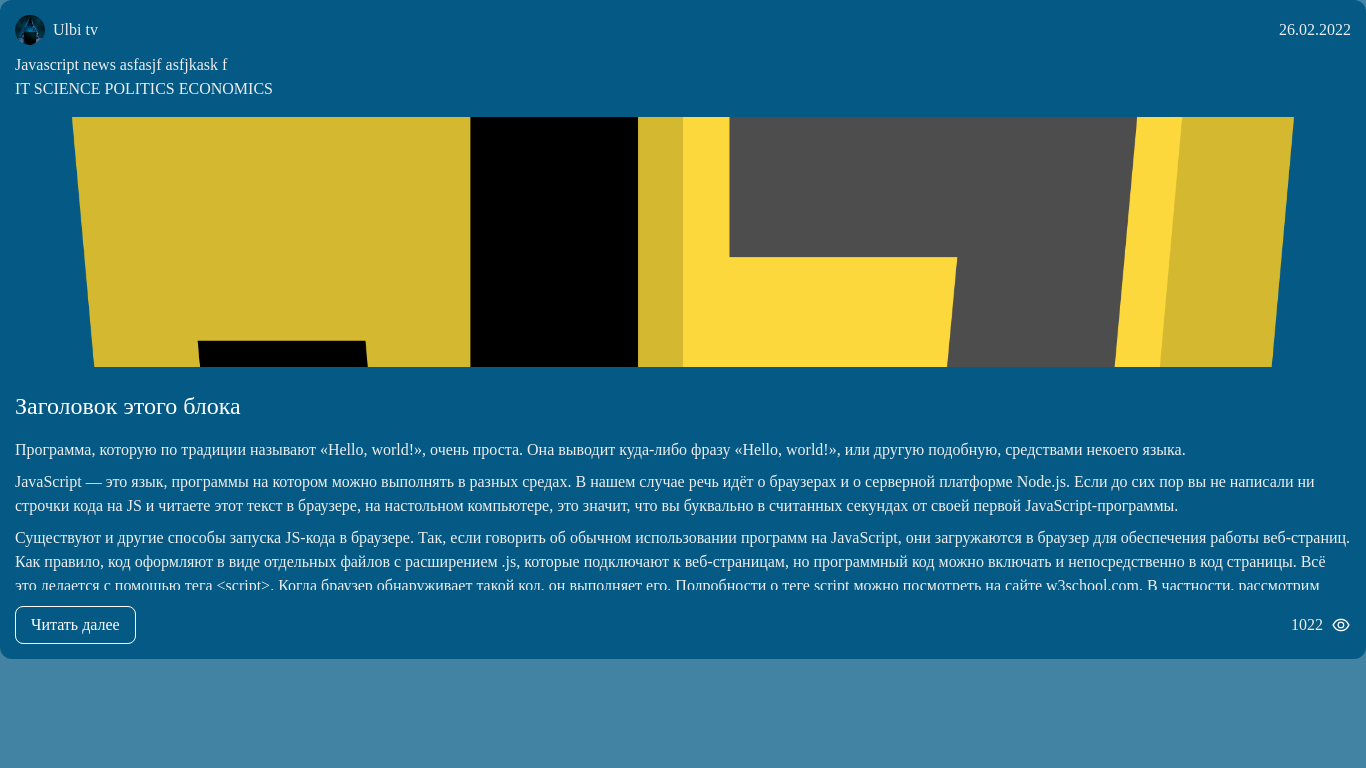 Ulbi tv
26.02.2022
Javascript news asfasjf asfjkask f
IT SCIENCE POLITICS ECONOMICS
Заголовок этого блока
Программа, которую по традиции называют «Hello, world!», очень проста. Она выводит куда-либо фразу «Hello, world!», или другую подобную, средствами некоего языка.
JavaScript — это язык, программы на котором можно выполнять в разных средах. В нашем случае речь идёт о браузерах и о серверной платформе Node.js. Если до сих пор вы не написали ни
строчки кода на JS и читаете этот текст в браузере, на настольном компьютере, это значит, что вы буквально в считанных секундах от своей первой JavaScript-программы.
Существуют и другие способы запуска JS-кода в браузере. Так, если говорить об обычном использовании программ на JavaScript, они загружаются в браузер для обеспечения работы веб-страниц.
Как правило, код оформляют в виде отдельных файлов с расширением .js, которые подключают к веб-страницам, но программный код можно включать и непосредственно в код страницы. Всё
это делается с помощью тега <script>. Когда браузер обнаруживает такой код, он выполняет его. Подробности о теге script можно посмотреть на сайте w3school.com. В частности, рассмотрим
Читать далее
1022